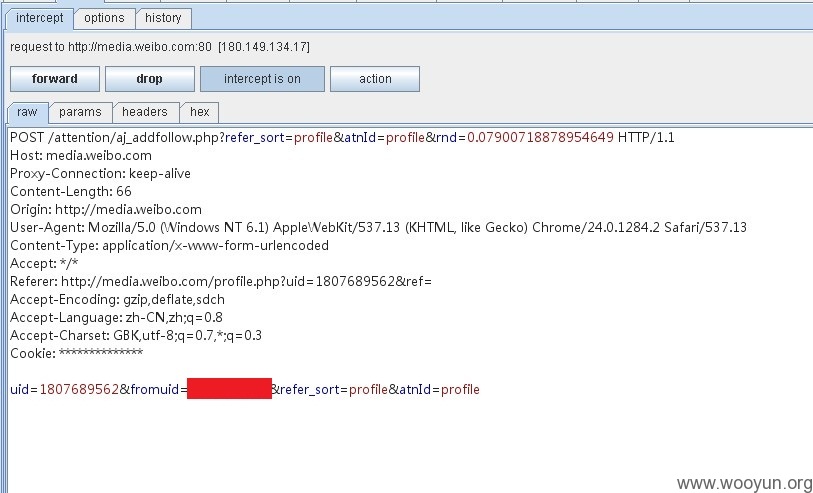 intercept options history
request to http://media.weibo.com:80 [180.149.134.17]
forward drop intercept is on action
raw params headers hex
POST /attention/aj_addfollow.php?refer_sort=profile&atnId=profile&rnd=0.07900718878954649 HTTP/1.1
Host: media.weibo.com
Proxy-Connection: keep-alive
Content-Length: 66
Origin: http://media.weibo.com
User-Agent: Mozilla/5.0 (Windows NT 6.1) AppleWebKit/537.13 (KHTML, like Gecko) Chrome/24.0.1284.2 Safari/537.13
Content-Type: application/x-www-form-urlencoded
Accept: */*
Referer: http://media.weibo.com/profile.php?uid=1807689562&ref=
Accept-Encoding: gzip,deflate,sdch
Accept-Language: zh-CN,zh;q=0.8
Accept-Charset: GBK,utf-8;q=0.7,*;q=0.3
Cookie: **************
uid=1807689562&fromuid= &refer_sort=profile&atnId=profile
www.wooyun.org